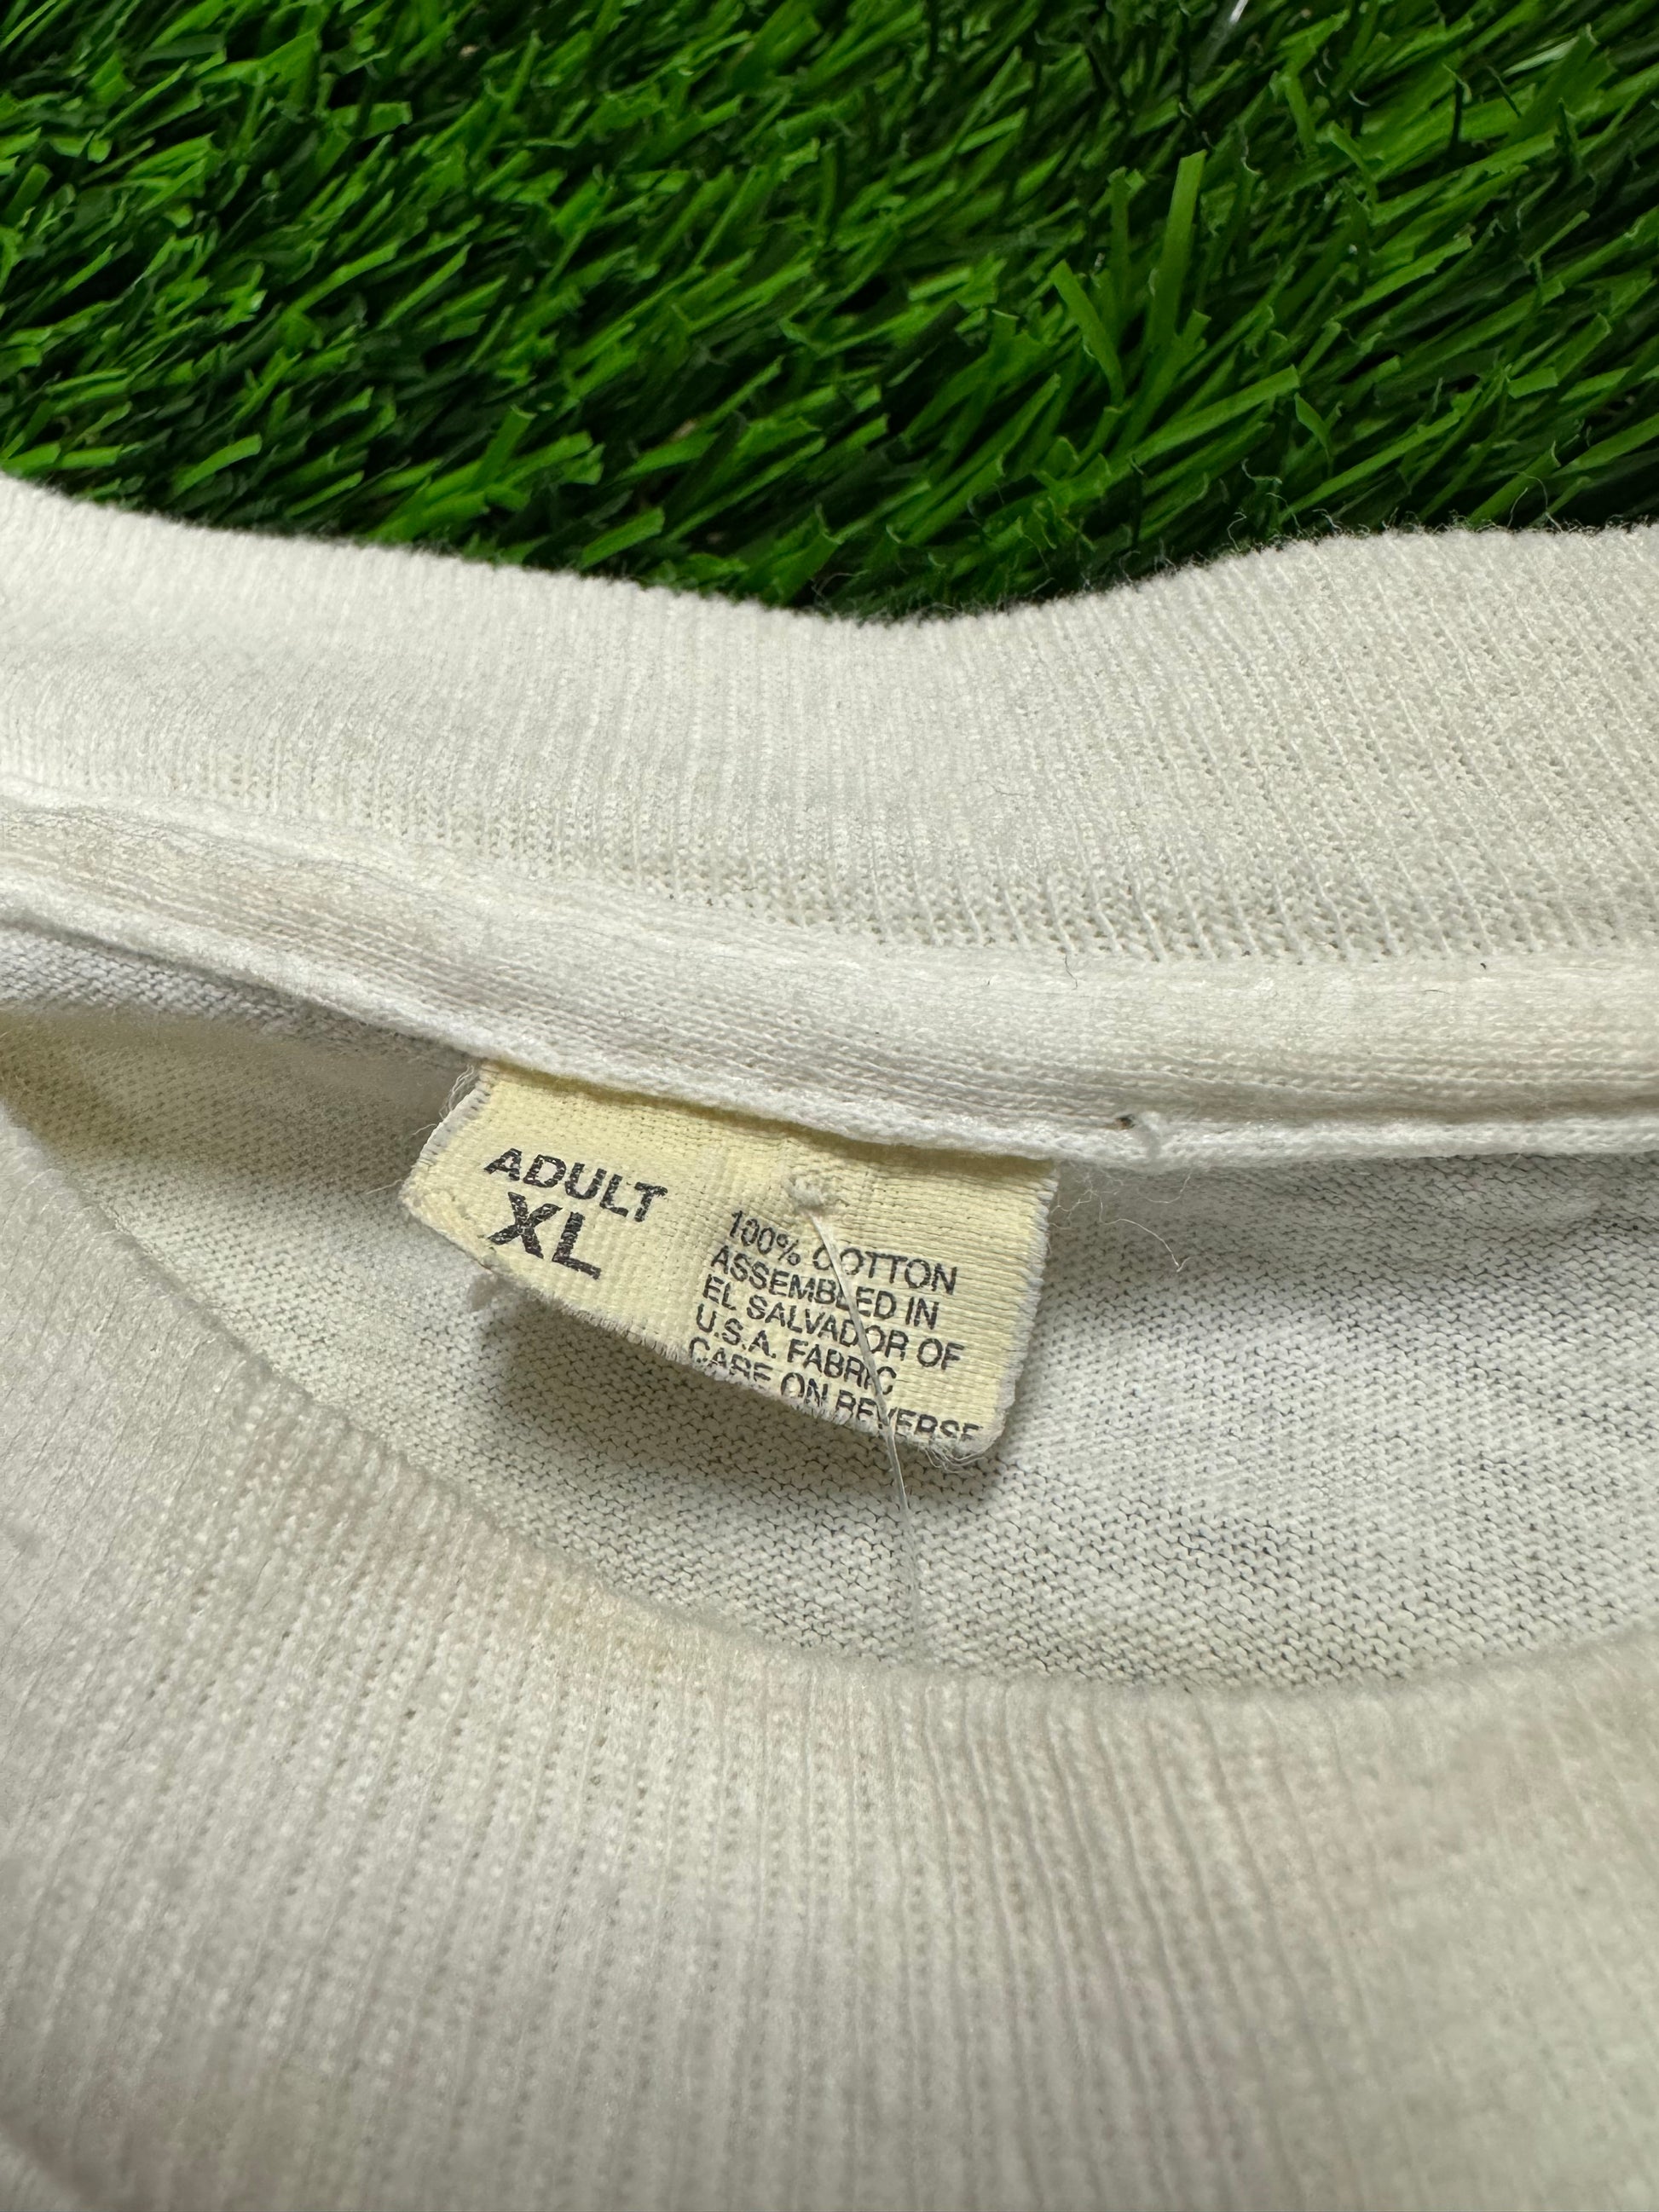 ADULT
XL
100% COTTON
ASSEMBLED IN
EL SALVADOR OF
U.S.A. FABRIC
CARE ON REVERSE